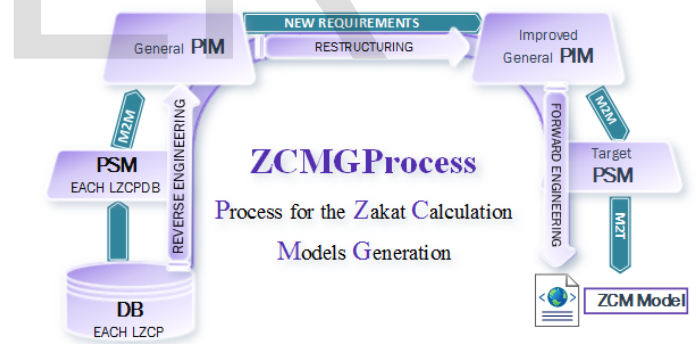 NEW REQUIREMENTS
General PIM
RESTRUCTURING
Improved
General PIM
M2M
REVERSE ENGINEERING
FORWARD ENGINEERING
M2M
PSM
EACH LZCPDB
ZCMGProcess
Process for the Zakat Calculation
Models Generation
Target
PSM
M2T
DB
EACH LZCP
ZCM Model